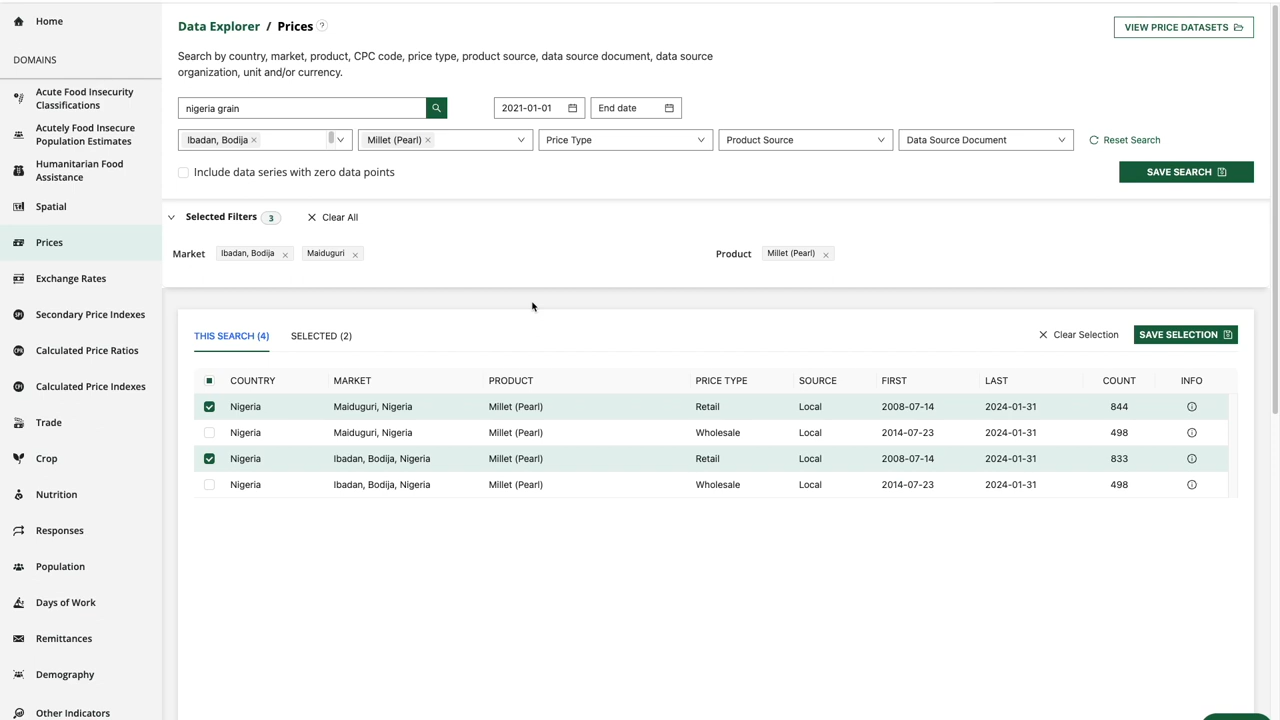 Home
DOMAINS
Acute Food Insecurity
Classifications
Acutely Food Insecure
Population Estimates
Humanitarian Food
Assistance
Spatial
Prices
Exchange Rates
Secondary Price Indexes
Calculated Price Ratios
Calculated Price Indexes
Trade
Crop
Nutrition
Responses
Population
Days of Work
Remittances
Demography
Other Indicators
Data Explorer / Prices ?
VIEW PRICE DATASETS
Search by country, market, product, CPC code, price type, product source, data source document, data source
organization, unit and/or currency.
nigeria grain 2021-01-01 End date
Ibadan, Bodija Millet (Pearl) Price Type Product Source Data Source Document Reset Search
Include data series with zero data points SAVE SEARCH
Selected Filters 3 Clear All
Market Ibadan, Bodija Maiduguri Product Millet (Pearl)
THIS SEARCH (4) SELECTED (2) Clear Selection SAVE SELECTION
COUNTRY MARKET PRODUCT PRICE TYPE SOURCE FIRST LAST COUNT INFO
Nigeria Maiduguri, Nigeria Millet (Pearl) Retail Local 2008-07-14 2024-01-31 844
Nigeria Maiduguri, Nigeria Millet (Pearl) Wholesale Local 2014-07-23 2024-01-31 498
Nigeria Ibadan, Bodija, Nigeria Millet (Pearl) Retail Local 2008-07-14 2024-01-31 833
Nigeria Ibadan, Bodija, Nigeria Millet (Pearl) Wholesale Local 2014-07-23 2024-01-31 498